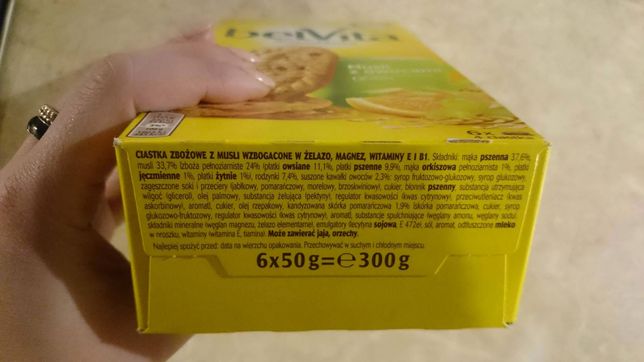 belVita
Musli
z owocami
6x
CIASTKA ZBOŻOWE Z MUSLI WZBOGACONE W ŻELAZO, MAGNEZ, WITAMINY E I B1. Składniki: mąka pszenna 37,6%,
musli 33,7% (zboża pełnoziarniste 24% (płatki owsiane 11,1%, płatki pszenne 9,9%, mąka orkiszowa pełnoziarnista 1%, płatki
jęczmienne 1%, płatki żytnie 1%), rodzynki 7,4%, suszone kawałki owoców 2,3%: syrop fruktozowo-glukozowy, syrop glukozowy,
zagęszczone soki i przeciery (jabłkowy, pomarańczowy, morelowy, brzoskwiniowy), cukier, błonnik pszenny, substancja utrzymująca
wilgoć (gliceryna), olej palmowy, substancja żelująca (pektyny), regulator kwasowości (kwas cytrynowy), przeciwutleniacz (kwas
askorbinowy), aromat), cukier, olej rzepakowy, kandyzowana skórka pomarańczowa 1,9% (skórka pomarańczowa, cukier, syrop
glukozowo-fruktozowy, regulator kwasowości (kwas cytrynowy), aromat), substancje spulchniające (węglany amonu, węglany sodu),
składniki mineralne (węglan magnezu, żelazo elementarne), emulgatory (lecytyna sojowa, E 472e), sól, aromat, odtłuszczone mleko
w proszku, witaminy (witamina E, tiamina). Może zawierać jaja, orzechy.
Najlepiej spożyć przed: data na wierzchu opakowania. Przechowywać w suchym i chłodnym miejscu.
6x50g=℮300g